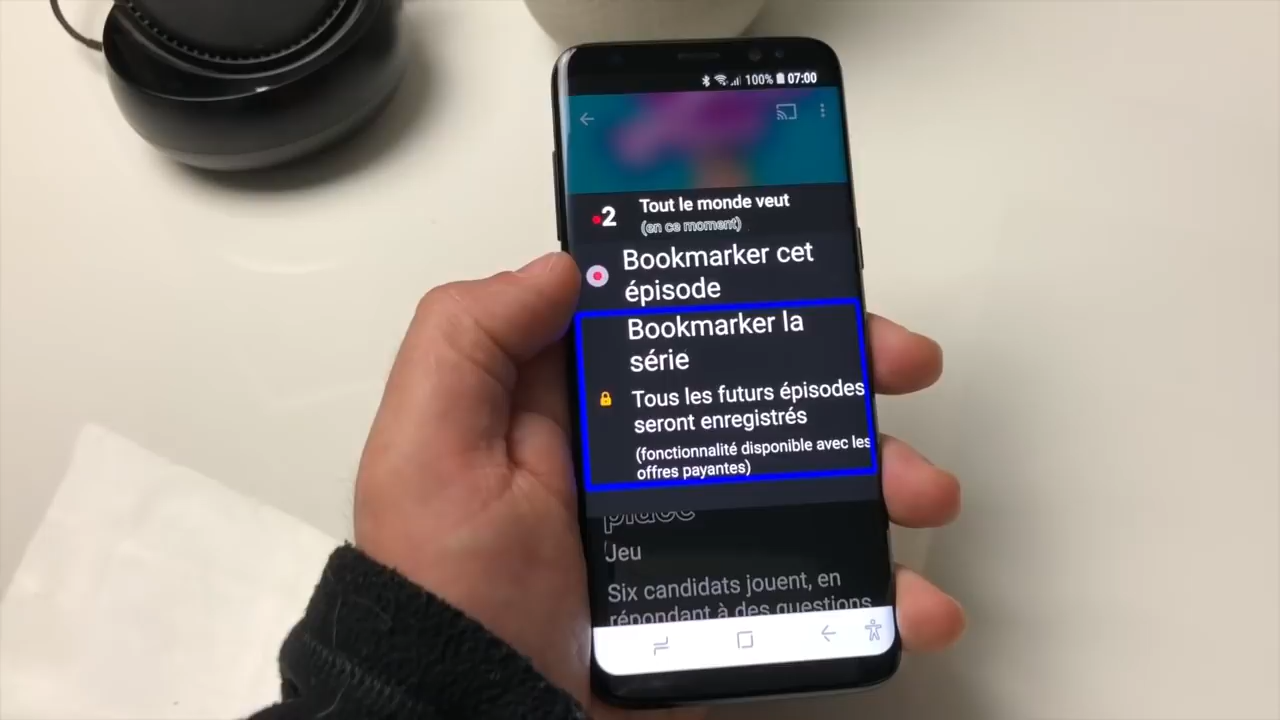 100% 07:00
2 Tout le monde veut
(en ce moment)
Bookmarker cet
épisode
Bookmarker la
série
Tous les futurs épisodes
seront enregistrés
(fonctionnalité disponible avec les
offres payantes)
place
Jeu
Six candidats jouent, en
répondant à des questions